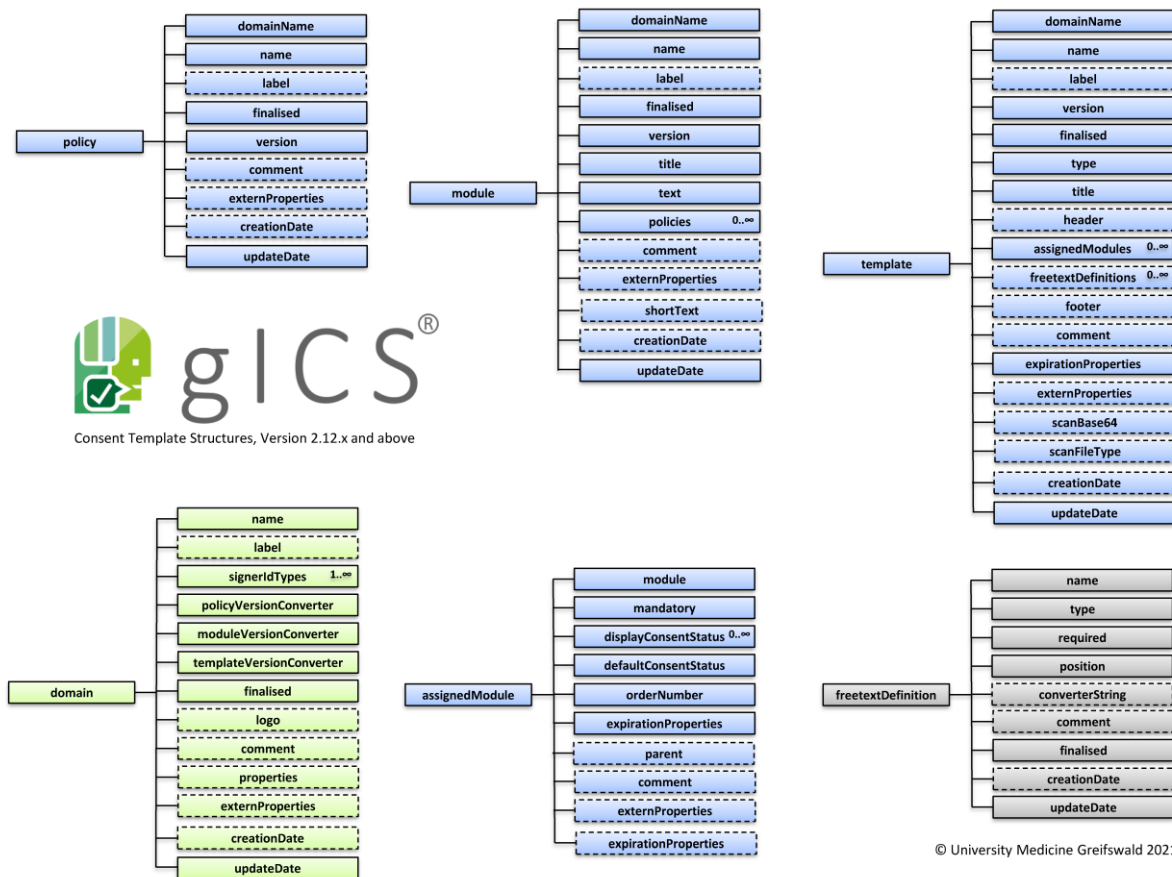 policy
domainName
name
label
finalised
version
comment
externProperties
creationDate
updateDate
module
domainName
name
label
finalised
version
title
text
policies 0..∞
comment
externProperties
shortText
creationDate
updateDate
template
domainName
name
label
version
finalised
type
title
header
assignedModules 0..∞
freetextDefinitions 0..∞
footer
comment
expirationProperties
externProperties
scanBase64
scanFileType
creationDate
updateDate
gICS®
Consent Template Structures, Version 2.12.x and above
domain
name
label
signerIdTypes 1..∞
policyVersionConverter
moduleVersionConverter
templateVersionConverter
finalised
logo
comment
properties
externProperties
creationDate
updateDate
assignedModule
module
mandatory
displayConsentStatus 0..∞
defaultConsentStatus
orderNumber
expirationProperties
parent
comment
externProperties
expirationProperties
freetextDefinition
name
type
required
position
converterString
comment
finalised
creationDate
updateDate
© University Medicine Greifswald 2021